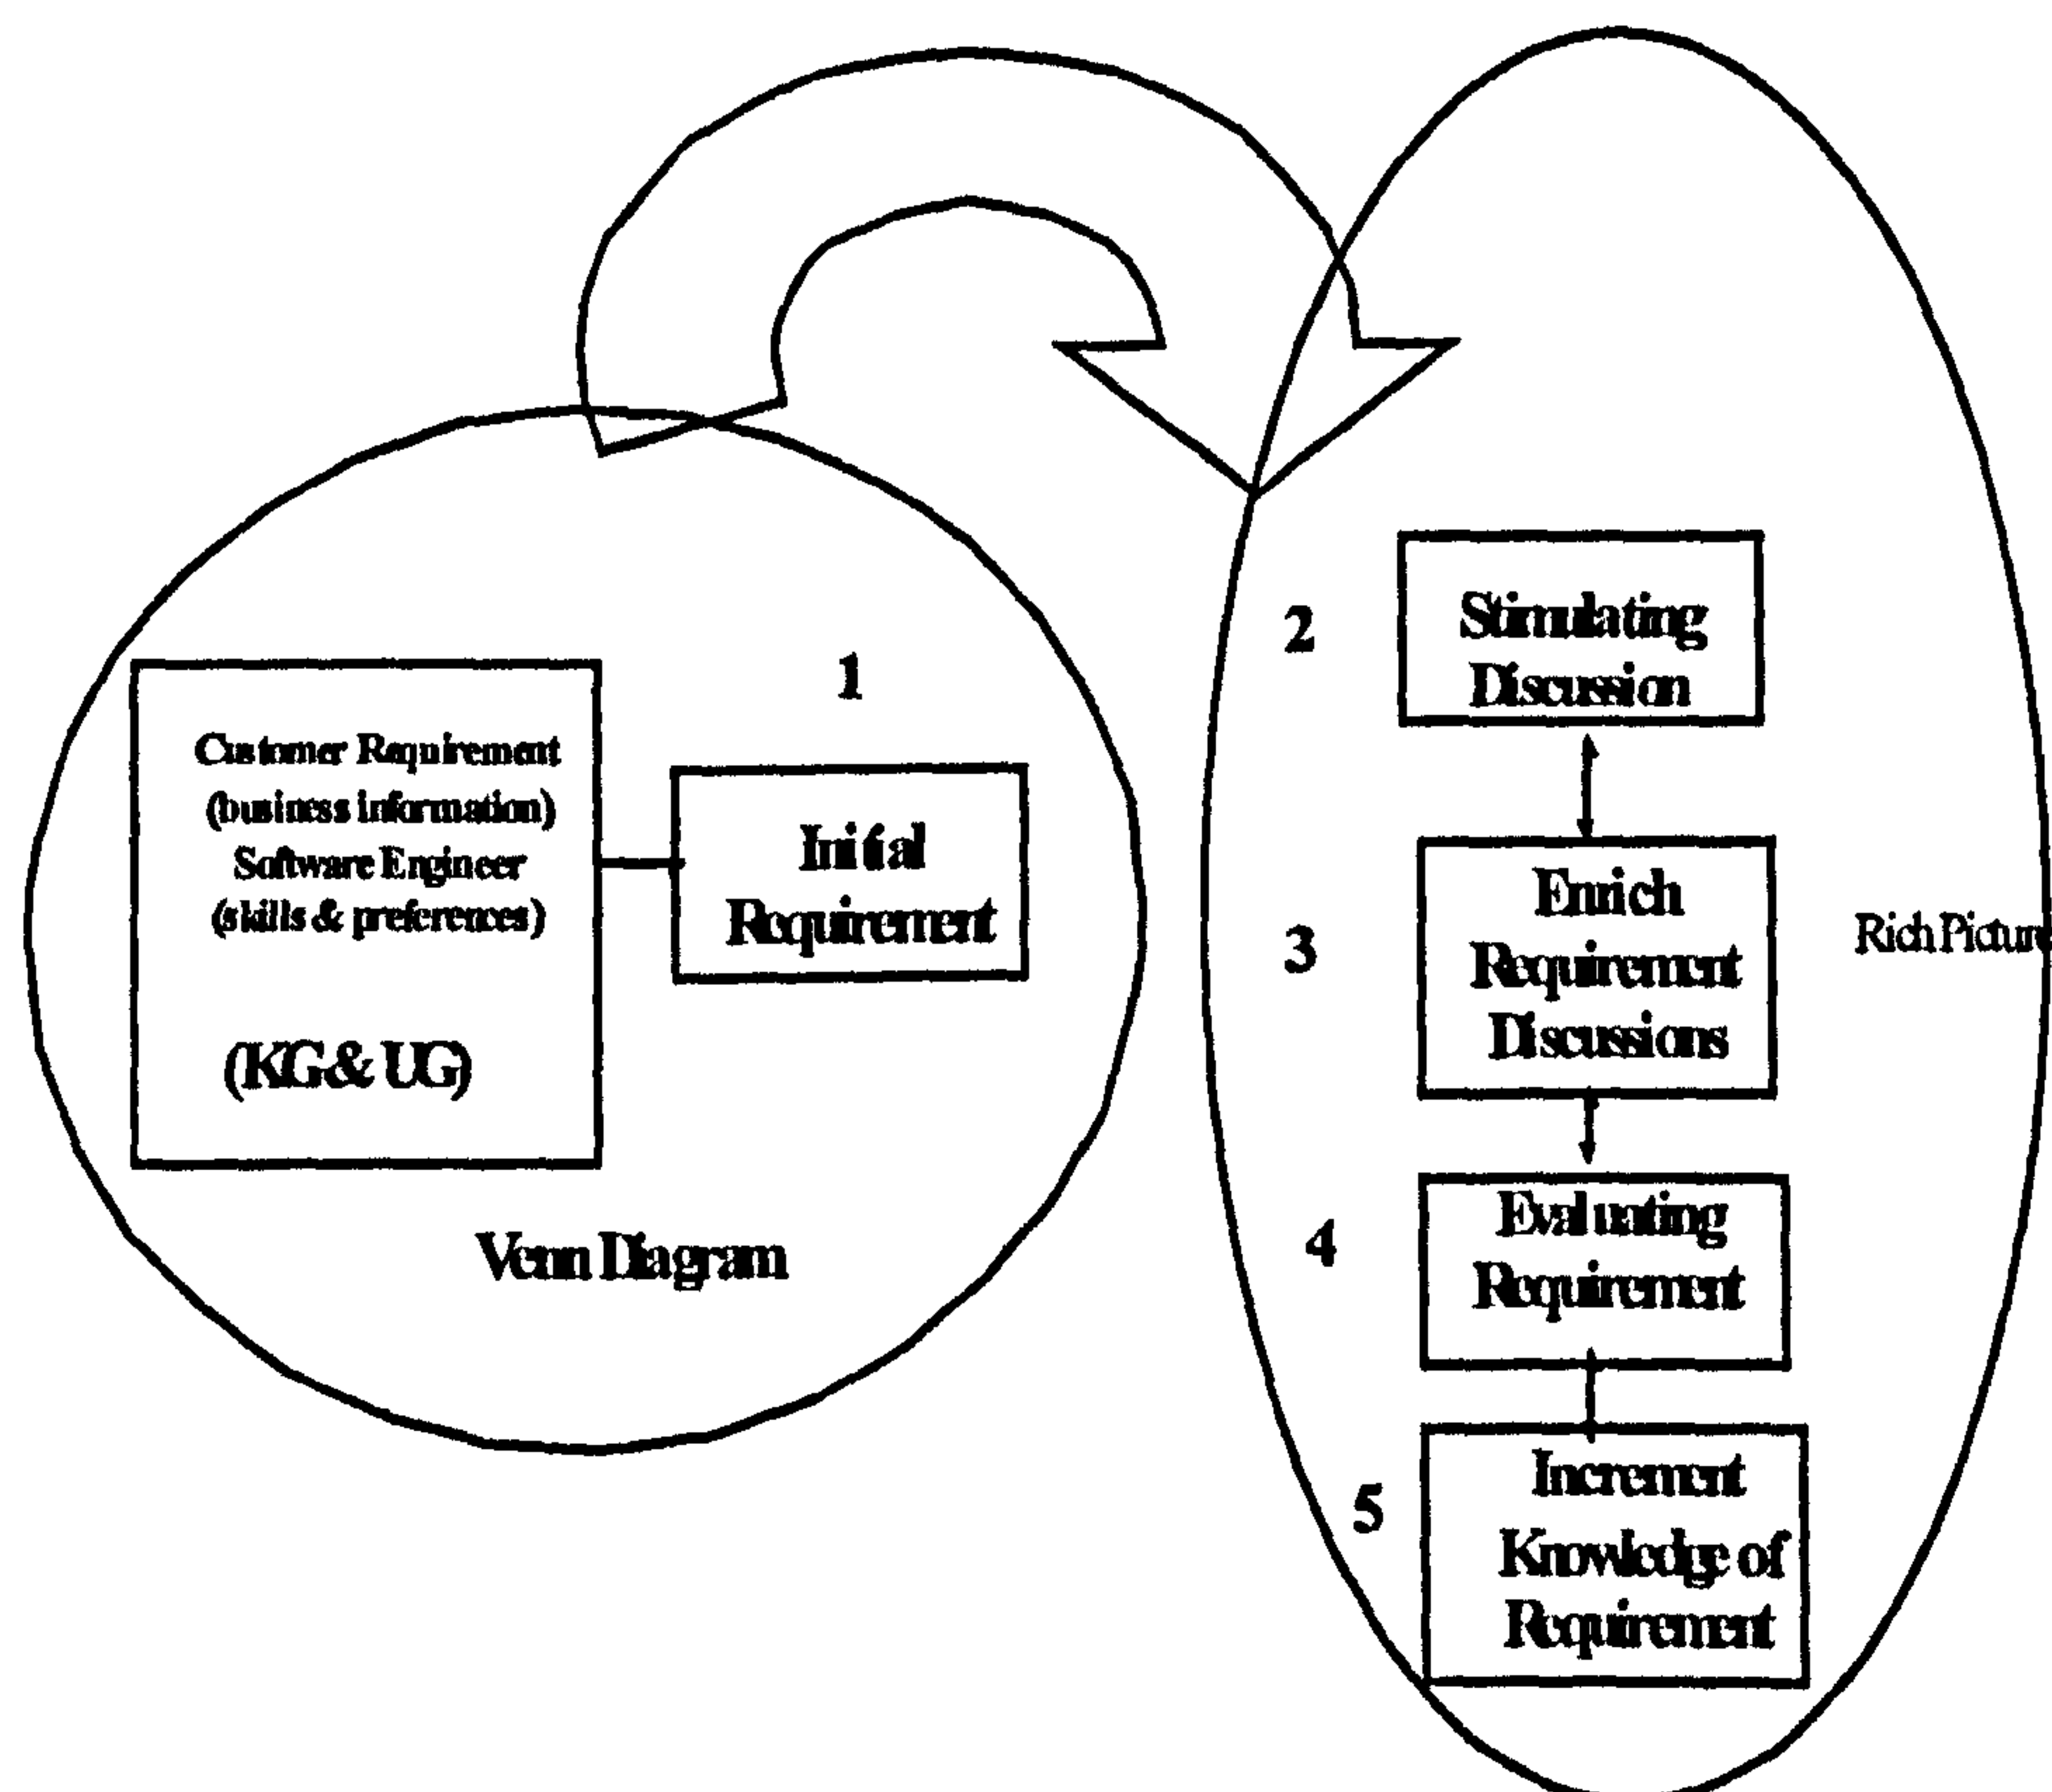 Customer Requirement
(business information)
Software Engineer
(skills & preferences)
(KG & UG)
1
Initial
Requirement
Venn Diagram
2
Stimulating
Discussion
3
Enrich
Requirement
Discussions
Rich Picture
4
Evaluating
Requirement
5
Increment
Knowledge of
Requirement